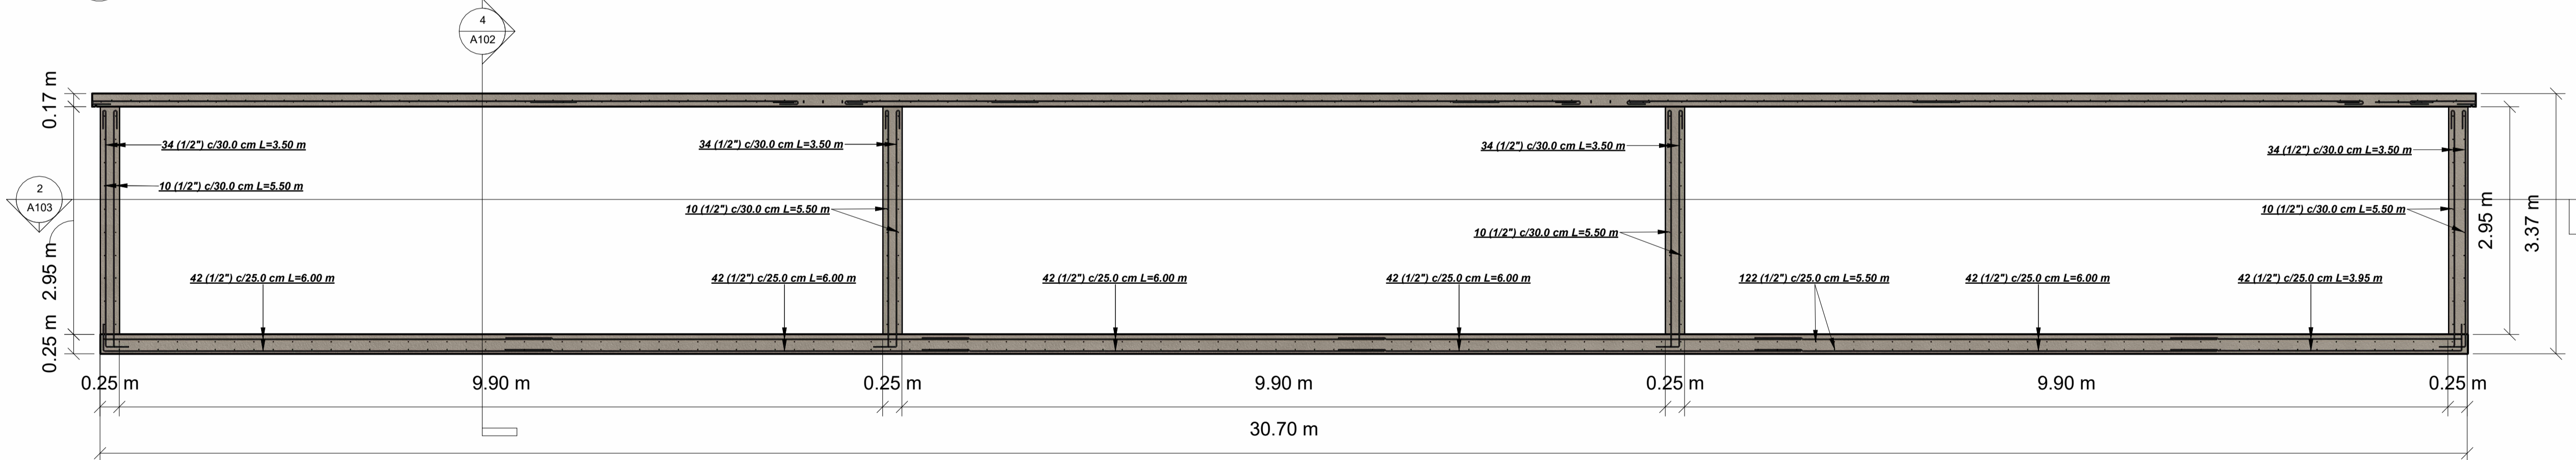 4
A102
0.17 m
34 (1/2") c/30.0 cm L=3.50 m
34 (1/2") c/30.0 cm L=3.50 m
34 (1/2") c/30.0 cm L=3.50 m
34 (1/2") c/30.0 cm L=3.50 m
10 (1/2") c/30.0 cm L=5.50 m
2
A103
10 (1/2") c/30.0 cm L=5.50 m
10 (1/2") c/30.0 cm L=5.50 m
10 (1/2") c/30.0 cm L=5.50 m
2.95 m
3.37 m
2.95 m
42 (1/2") c/25.0 cm L=6.00 m
42 (1/2") c/25.0 cm L=6.00 m
42 (1/2") c/25.0 cm L=6.00 m
42 (1/2") c/25.0 cm L=6.00 m
122 (1/2") c/25.0 cm L=5.50 m
42 (1/2") c/25.0 cm L=6.00 m
42 (1/2") c/25.0 cm L=3.95 m
0.25 m
0.25 m
9.90 m
0.25 m
9.90 m
0.25 m
9.90 m
0.25 m
30.70 m